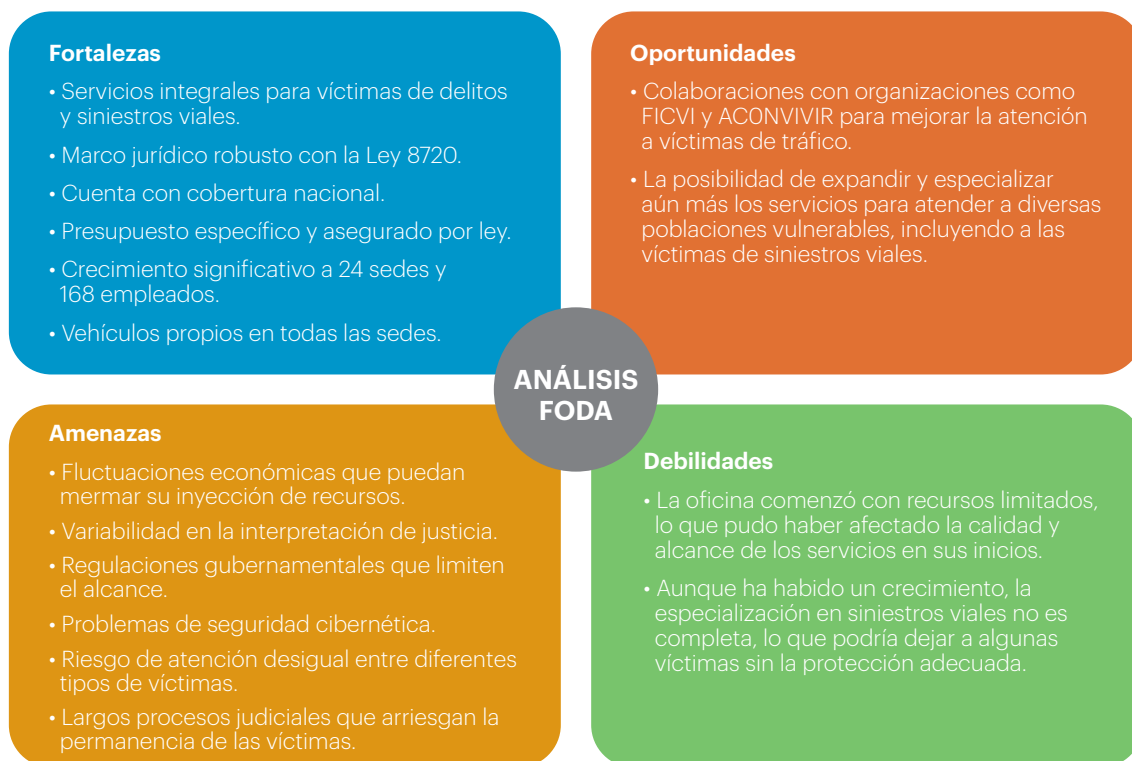 Fortalezas
• Servicios integrales para víctimas de delitos
y siniestros viales.
• Marco jurídico robusto con la Ley 8720.
• Cuenta con cobertura nacional.
• Presupuesto específico y asegurado por ley.
• Crecimiento significativo a 24 sedes y
168 empleados.
• Vehículos propios en todas las sedes.
Oportunidades
• Colaboraciones con organizaciones como
FICVI y ACONVIVIR para mejorar la atención
a víctimas de tráfico.
• La posibilidad de expandir y especializar
aún más los servicios para atender a diversas
poblaciones vulnerables, incluyendo a las
víctimas de siniestros viales.
ANÁLISIS
FODA
Amenazas
• Fluctuaciones económicas que puedan
mermar su inyección de recursos.
• Variabilidad en la interpretación de justicia.
• Regulaciones gubernamentales que limiten
el alcance.
• Problemas de seguridad cibernética.
• Riesgo de atención desigual entre diferentes
tipos de víctimas.
• Largos procesos judiciales que arriesgan la
permanencia de las víctimas.
Debilidades
• La oficina comenzó con recursos limitados,
lo que pudo haber afectado la calidad y
alcance de los servicios en sus inicios.
• Aunque ha habido un crecimiento, la
especialización en siniestros viales no es
completa, lo que podría dejar a algunas
víctimas sin la protección adecuada.